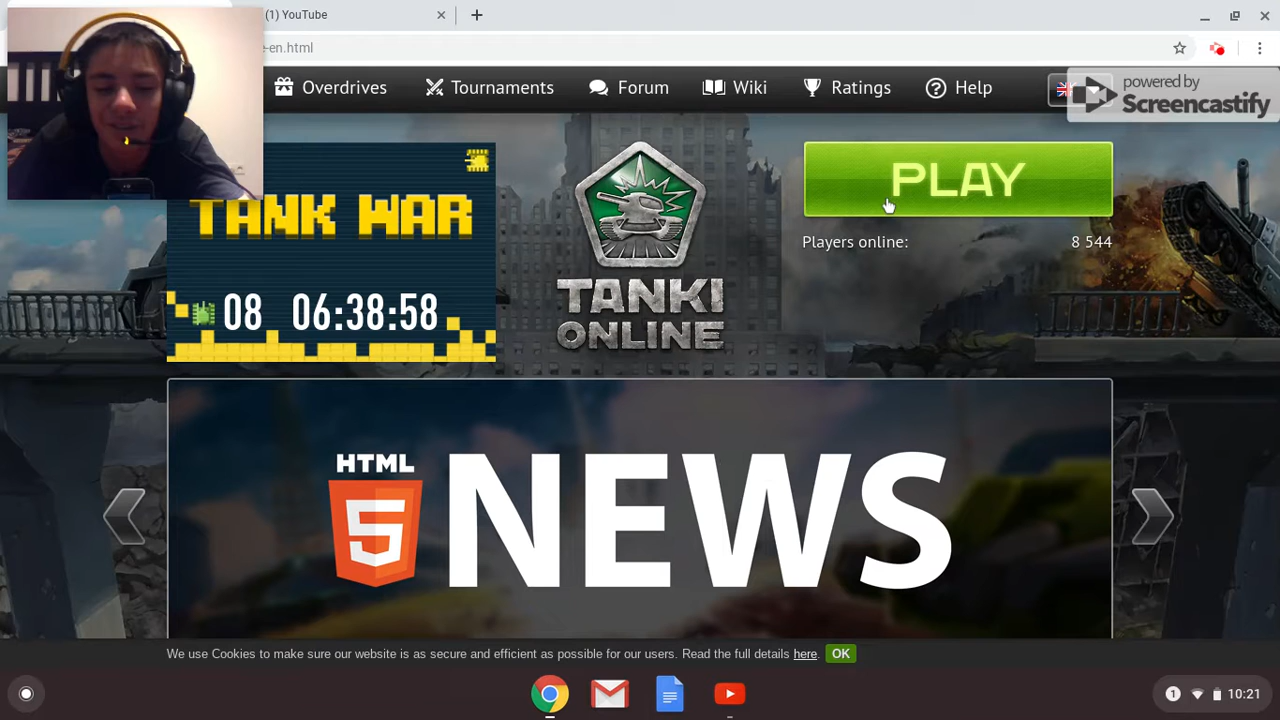 (1) YouTube
e-en.html
Overdrives
Tournaments
Forum
Wiki
Ratings
Help
powered by
Screencastify
TANK WAR
08 06:38:58
TANKI
ONLINE
PLAY
Players online: 8 544
HTML
5
NEWS
We use Cookies to make sure our website is as secure and efficient as possible for our users. Read the full details here. OK
1 10:21